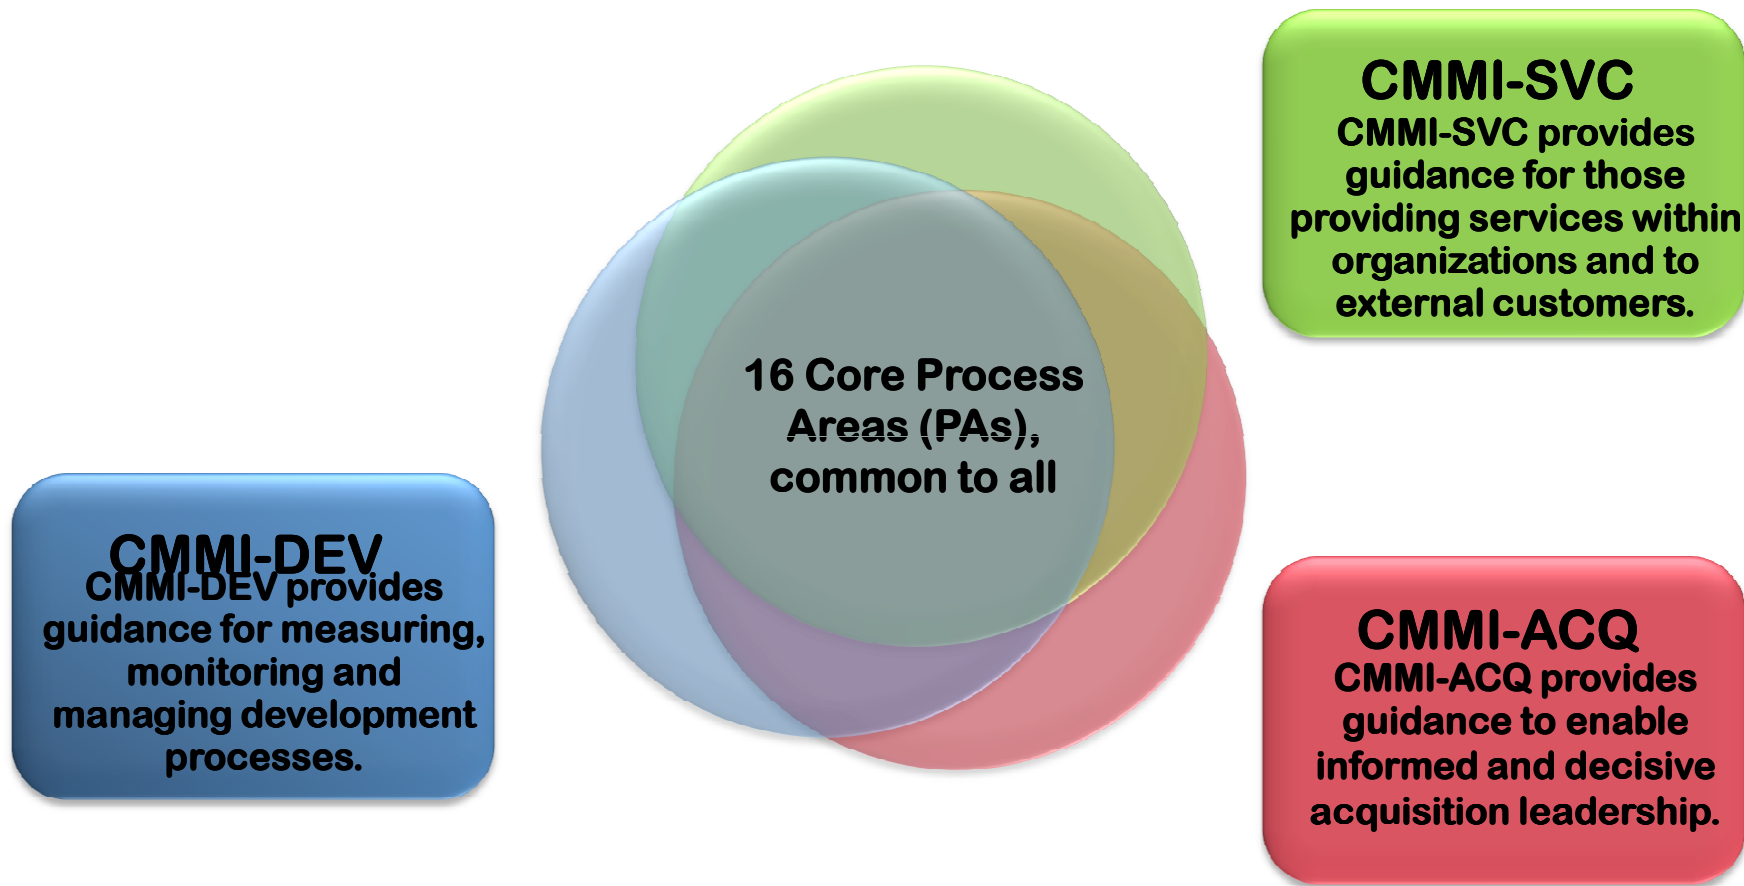 CMMI-SVC
CMMI-SVC provides
guidance for those
providing services within
organizations and to
external customers.
16 Core Process
Areas (PAs),
common to all
CMMI-DEV
CMMI-DEV provides
guidance for measuring,
monitoring and
managing development
processes.
CMMI-ACQ
CMMI-ACQ provides
guidance to enable
informed and decisive
acquisition leadership.